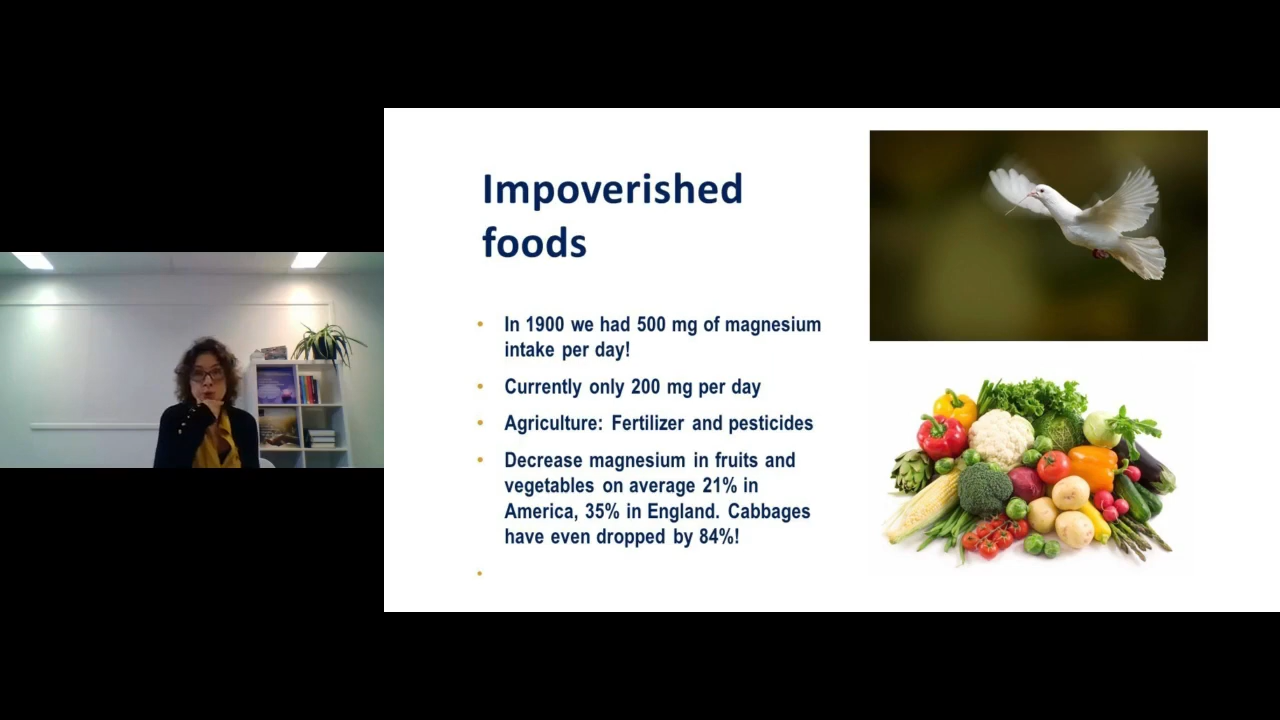 Impoverished
foods
• In 1900 we had 500 mg of magnesium
intake per day!
• Currently only 200 mg per day
• Agriculture: Fertilizer and pesticides
• Decrease magnesium in fruits and
vegetables on average 21% in
America, 35% in England. Cabbages
have even dropped by 84%!
•